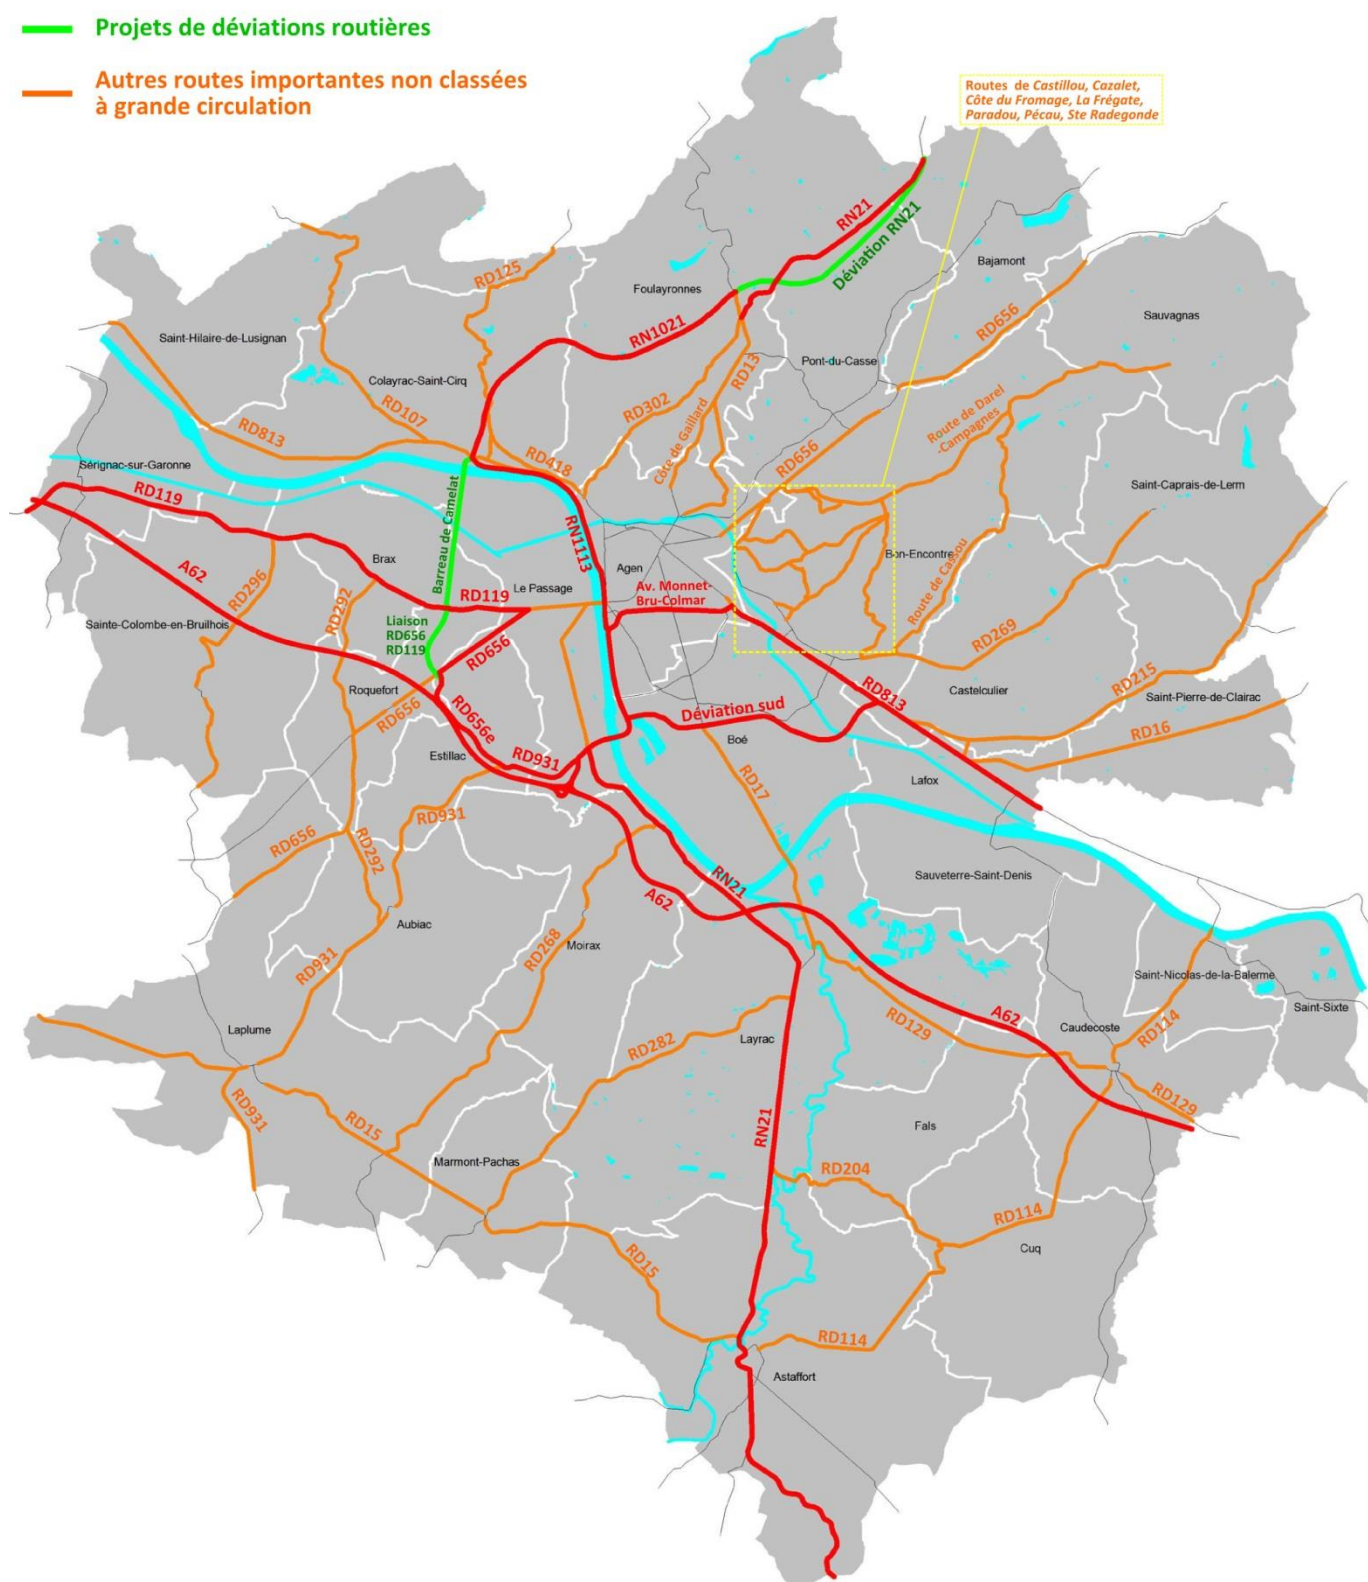 Projets de déviations routières
Autres routes importantes non classées
à grande circulation
Routes de Castillou, Cazalet,
Côte du Fromage, La Frégate,
Paradou, Pécau, Ste Radegonde
RN21
Déviation RN21
Bajamont
RD125
Foulayronnes
RD656
Sauvagnas
Saint-Hilaire-de-Lusignan
RN1021
Pont-du-Casse
RD13
Colayrac-Saint-Cirq
RD107
RD302
Route de Darel
-Campagnes
RD813
RD418
Côte de Gaillard
RD656
Sérignac-sur-Garonne
Saint-Caprais-de-Lerm
RD119
Barreau de Camelat
RN1113
Bon-Encontre
Brax
A62
RD296
RD292
RD119
Le Passage
Agen
Av. Monnet-
Bru-Colmar
Route de Cassou
Sainte-Colombe-en-Bruilhois
Liaison
RD656
RD119
RD656
RD269
Roquefort
RD656
RD656e
RD813
Castelculier
RD215
Saint-Pierre-de-Clairac
Déviation sud
RD16
Boé
Estillac
RD931
RD17
Lafox
RD931
RD656
RD292
RN21
A62
Sauveterre-Saint-Denis
Aubiac
RD268
Moirax
RD931
Saint-Nicolas-de-la-Balerme
Saint-Sixte
Laplume
RD282
Layrac
RD129
A62
Caudecoste
RD114
RD931
RD15
RN21
Fals
RD129
Marmont-Pachas
RD204
RD114
Cuq
RD15
RD114
Astaffort